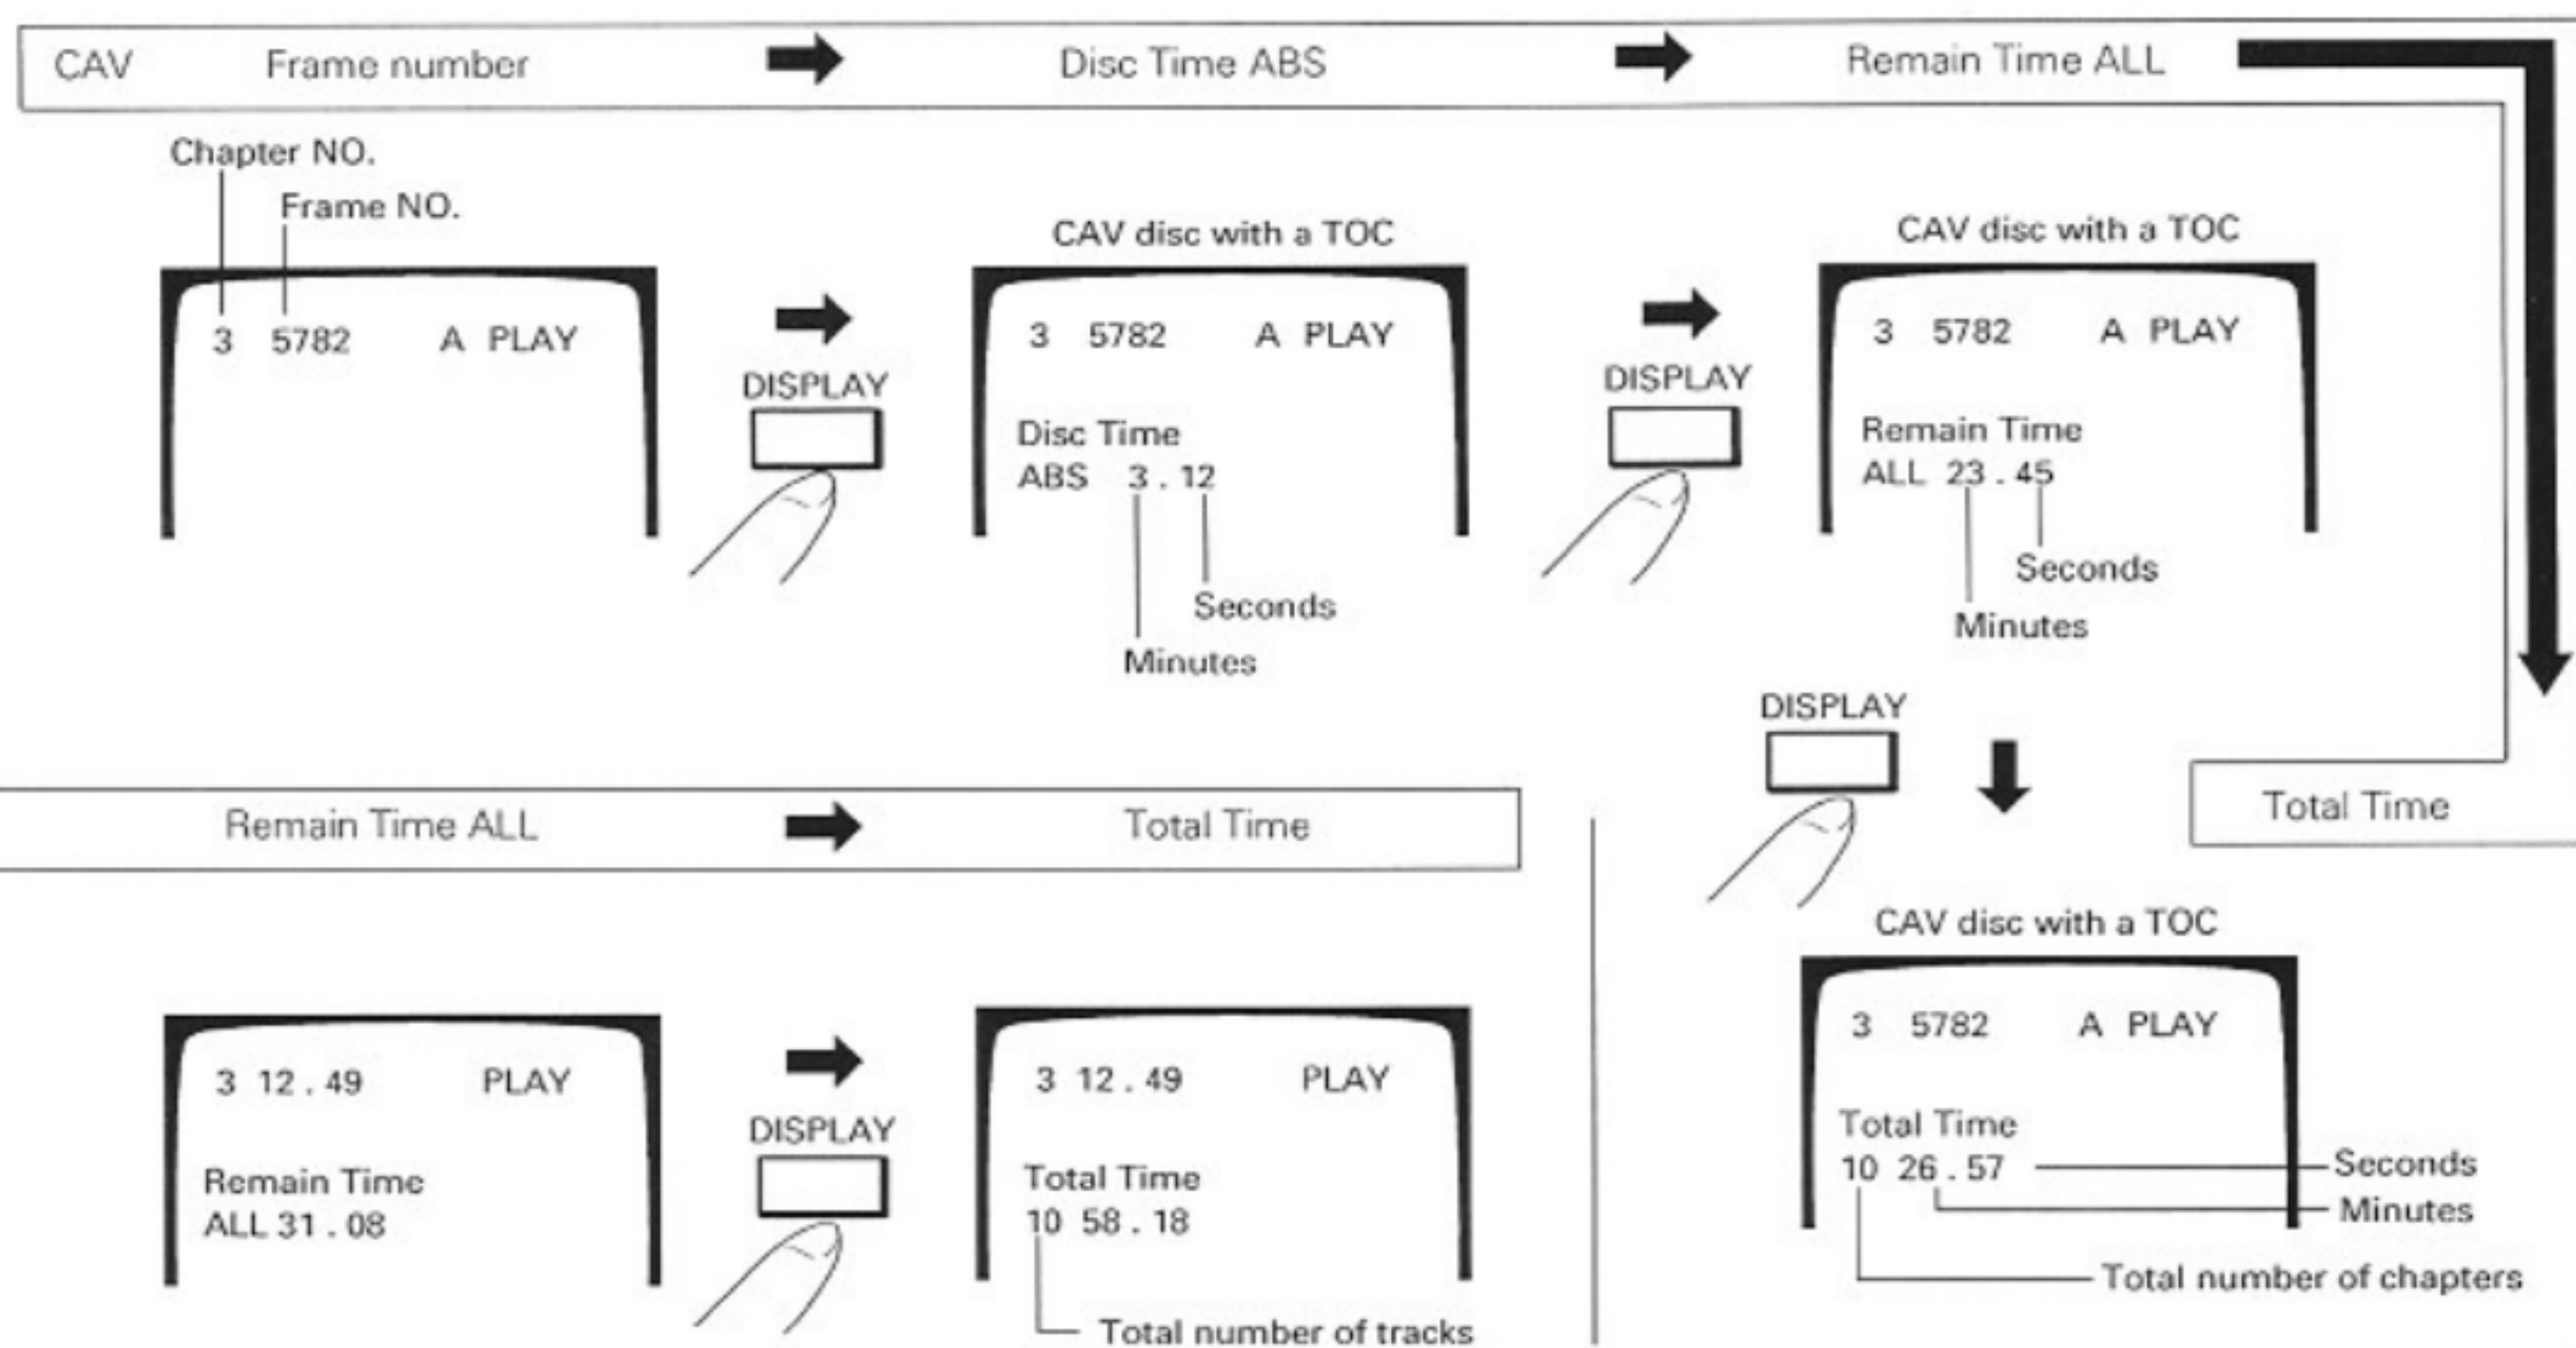 CAV Frame number Disc Time ABS Remain Time ALL
Chapter NO.
Frame NO.
3 5782 A PLAY
DISPLAY
CAV disc with a TOC
3 5782 A PLAY
Disc Time
ABS 3 . 12
Seconds
Minutes
DISPLAY
CAV disc with a TOC
3 5782 A PLAY
Remain Time
ALL 23 . 45
Seconds
Minutes
DISPLAY
Total Time
CAV disc with a TOC
3 5782 A PLAY
Total Time
10 26 . 57
Seconds
Minutes
Total number of chapters
Remain Time ALL Total Time
3 12 . 49 PLAY
Remain Time
ALL 31 . 08
DISPLAY
3 12 . 49 PLAY
Total Time
10 58 . 18
Total number of tracks